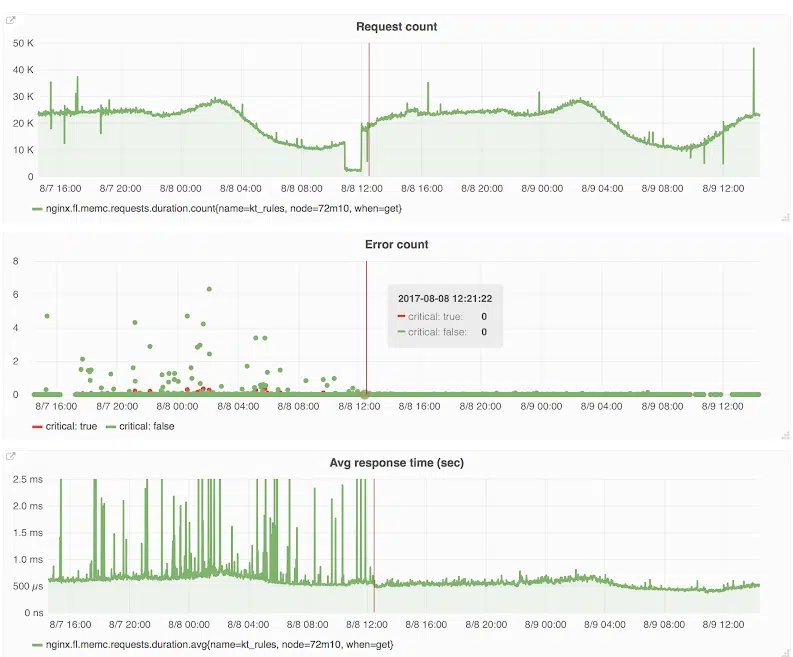 Request count
50 K
40 K
30 K
20 K
10 K
0
8/7 16:00 8/7 20:00 8/8 00:00 8/8 04:00 8/8 08:00 8/8 12:00 8/8 16:00 8/8 20:00 8/9 00:00 8/9 04:00 8/9 08:00 8/9 12:00
nginx.fl.memc.requests.duration.count{name=kt_rules, node=72m10, when=get}
Error count
8
6
4
2
0
2017-08-08 12:21:22
critical: true: 0
critical: false: 0
8/7 16:00 8/7 20:00 8/8 00:00 8/8 04:00 8/8 08:00 8/8 12:00 8/8 16:00 8/8 20:00 8/9 00:00 8/9 04:00 8/9 08:00 8/9 12:00
critical: true critical: false
Avg response time (sec)
2.5 ms
2.0 ms
1.5 ms
1.0 ms
500 µs
0 ns
8/7 16:00 8/7 20:00 8/8 00:00 8/8 04:00 8/8 08:00 8/8 12:00 8/8 16:00 8/8 20:00 8/9 00:00 8/9 04:00 8/9 08:00 8/9 12:00
nginx.fl.memc.requests.duration.avg{name=kt_rules, node=72m10, when=get}